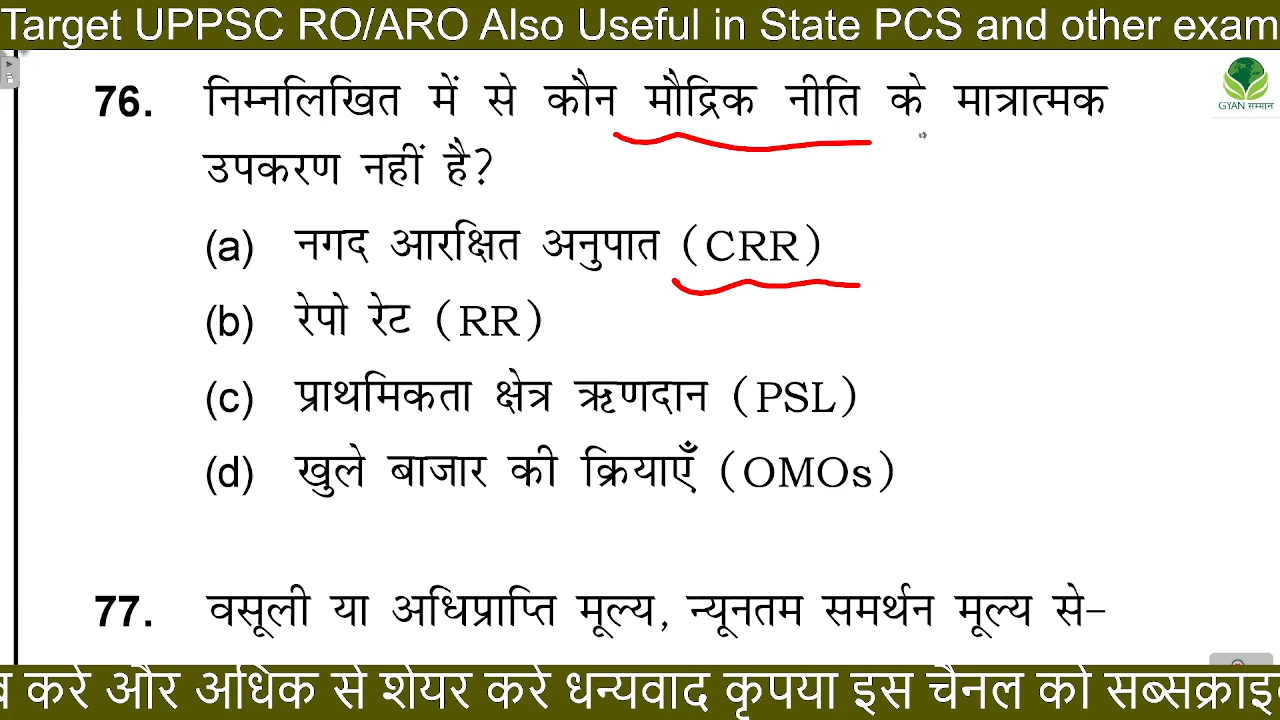 Target UPPSC RO/ARO Also Useful in State PCS and other exam
GYAN सम्मान
76. निम्नलिखित में से कौन मौद्रिक नीति के मात्रात्मक
उपकरण नहीं है?
(a) नगद आरक्षित अनुपात (CRR)
(b) रेपो रेट (RR)
(c) प्राथमिकता क्षेत्र ऋणदान (PSL)
(d) खुले बाजार की क्रियाएँ (OMOs)
77. वसूली या अधिप्राप्ति मूल्य, न्यूनतम समर्थन मूल्य से–
करे और अधिक से शेयर करे धन्यवाद कृपया इस चैनल को सब्सक्राइ